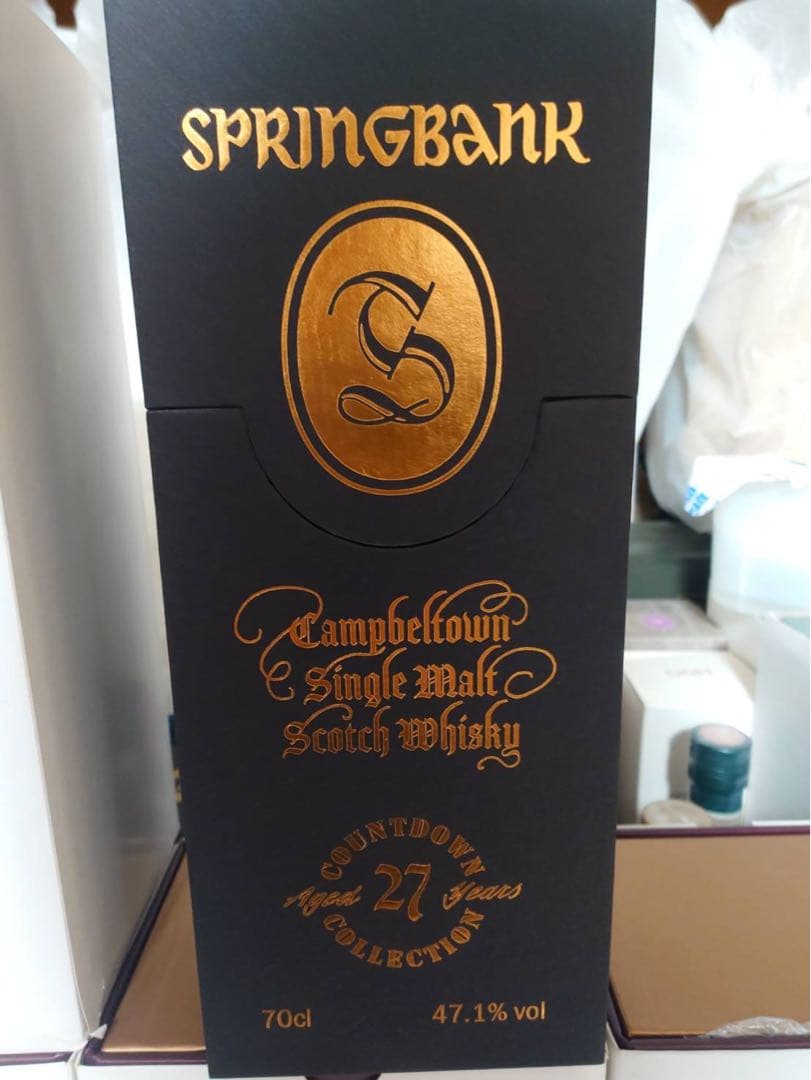 SPRINGBANK
S
Campbeltown
Single Malt
Scotch Whisky
COUNTDOWN
Aged 27 Years
COLLECTION
70cl 47.1% vol